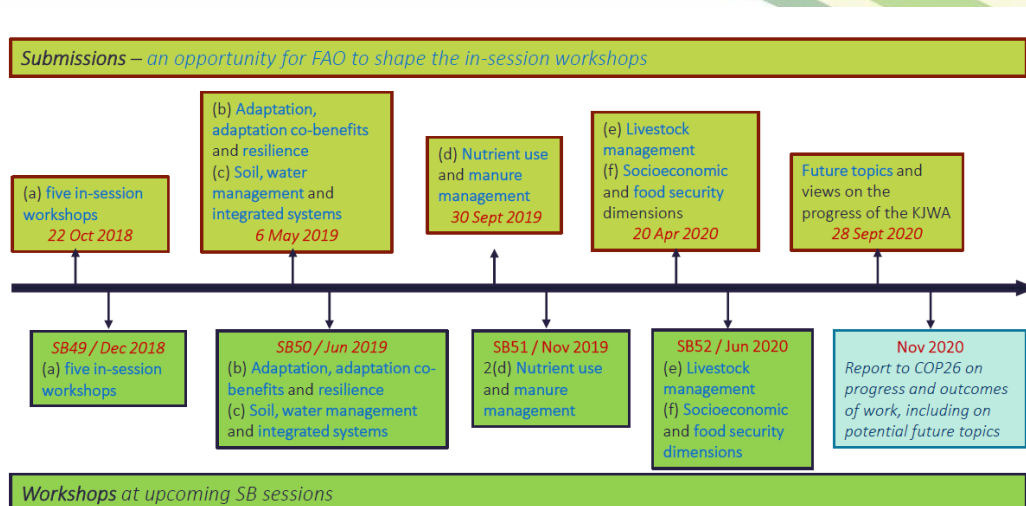 Submissions – an opportunity for FAO to shape the in-session workshops
(a) five in-session
workshops
22 Oct 2018
(b) Adaptation,
adaptation co-benefits
and resilience
(c) Soil, water
management and
integrated systems
6 May 2019
(d) Nutrient use
and manure
management
30 Sept 2019
(e) Livestock
management
(f) Socioeconomic
and food security
dimensions
20 Apr 2020
Future topics and
views on the
progress of the KJWA
28 Sept 2020
SB49 / Dec 2018
(a) five in-session
workshops
SB50 / Jun 2019
(b) Adaptation, adaptation co-
benefits and resilience
(c) Soil, water management
and integrated systems
SB51 / Nov 2019
2(d) Nutrient use
and manure
management
SB52 / Jun 2020
(e) Livestock
management
(f) Socioeconomic
and food security
dimensions
Nov 2020
Report to COP26 on
progress and outcomes
of work, including on
potential future topics
Workshops at upcoming SB sessions